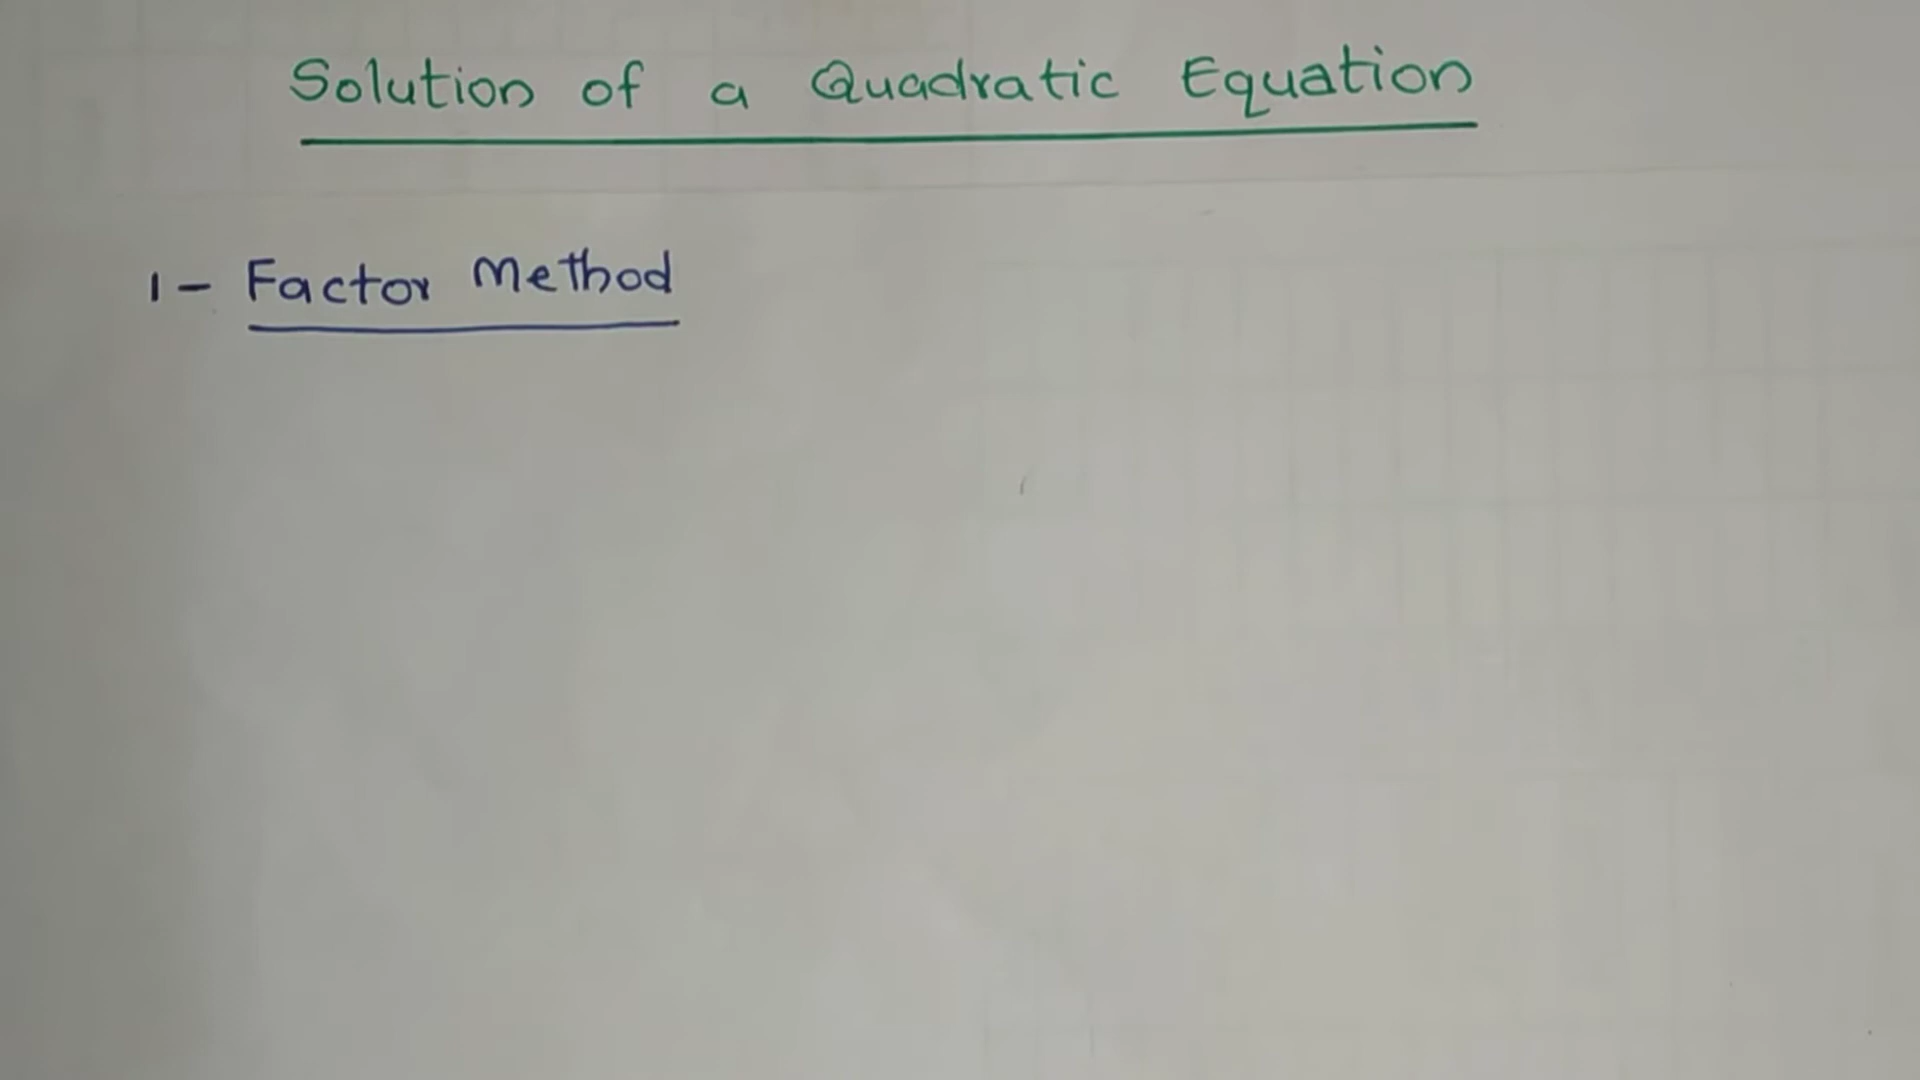 Solution of a Quadratic Equation
1- Factor Method